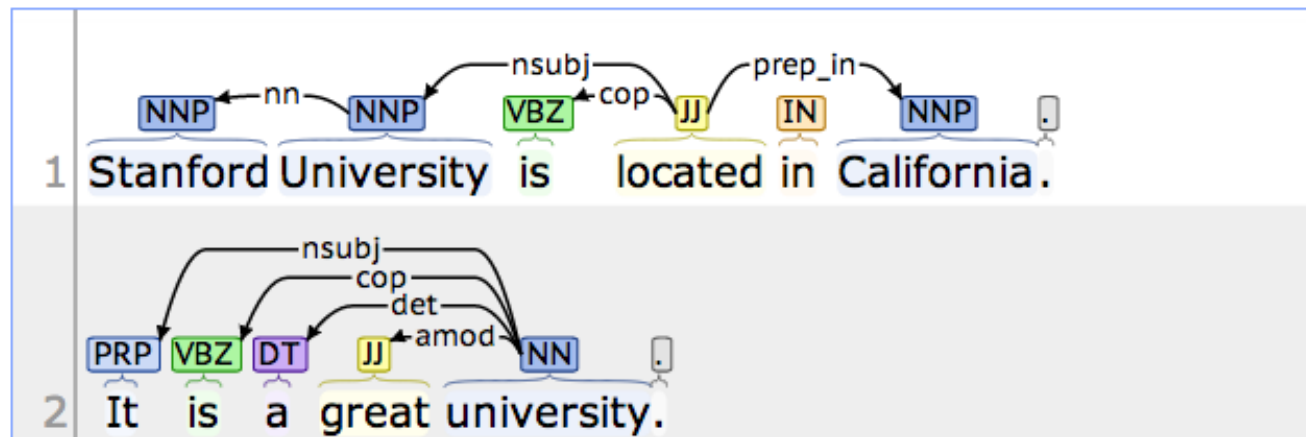 nsubj prep_in
nn cop
NNP NNP VBZ JJ IN NNP .
1 Stanford University is located in California.
nsubj
cop
det
amod
PRP VBZ DT JJ NN .
2 It is a great university.